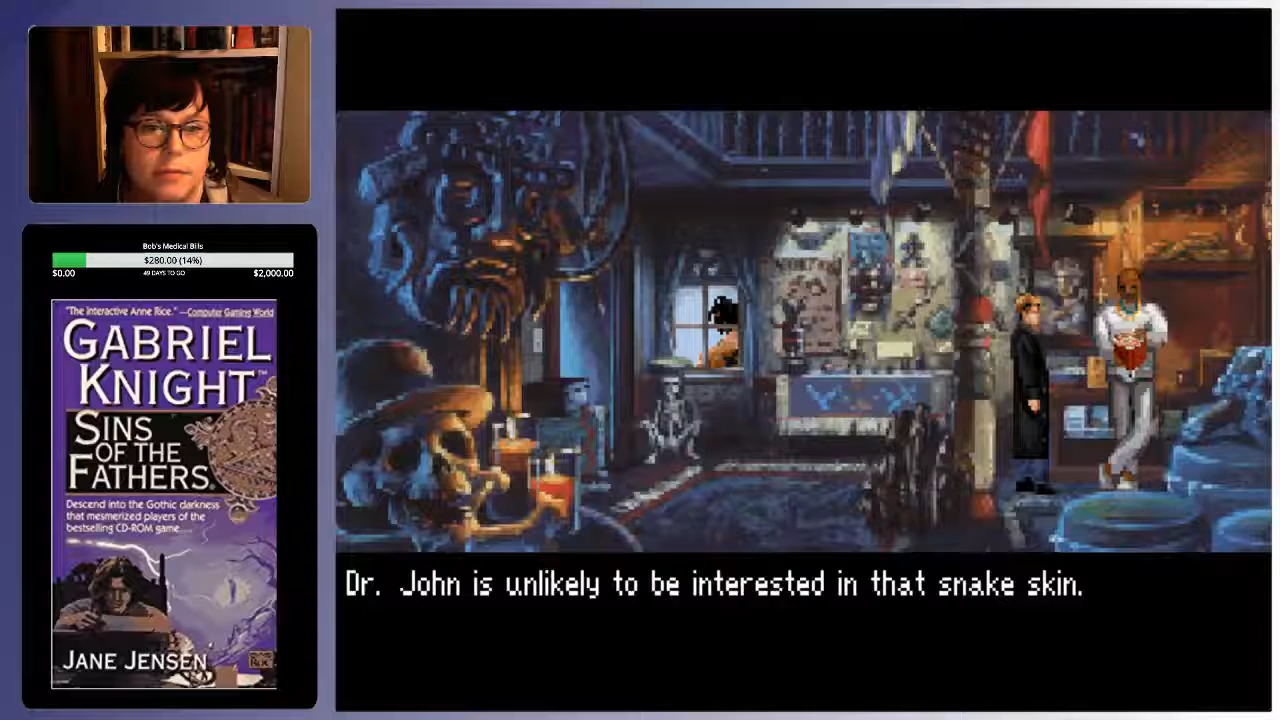 Bob's Medical Bills
$280.00 (14%)
$0.00
49 DAYS TO GO
$2,000.00
"The Interactive Anne Rice." —Computer Gaming World
GABRIEL
KNIGHT™
SINS
OF THE
FATHERS
Descend into the Gothic darkness
that mesmerized players of the
bestselling CD-ROM game....
JANE JENSEN
ROC
Dr. John is unlikely to be interested in that snake skin.